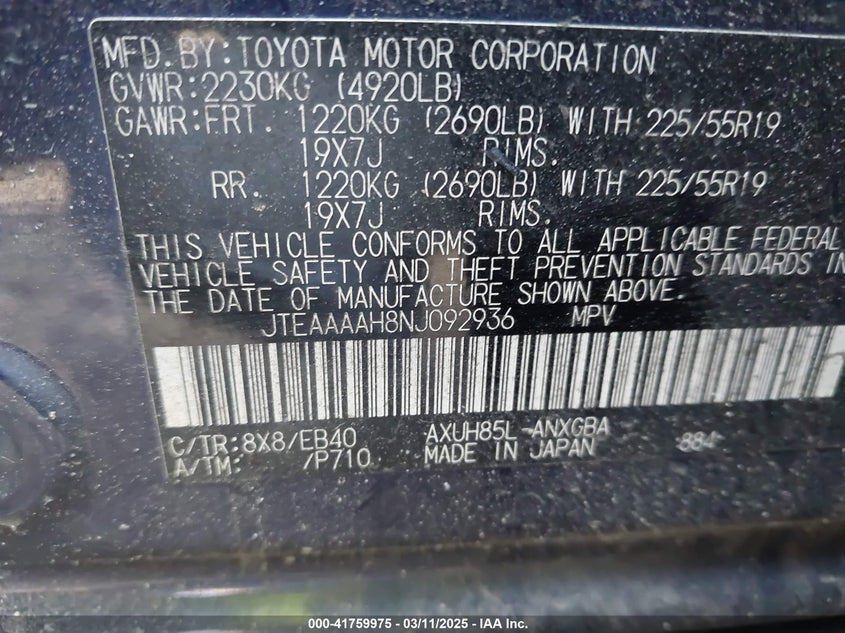 MFD.BY:TOYOTA MOTOR CORPORATION
GVWR:2230KG (4920LB)
GAWR:FRT. 1220KG (2690LB) WITH 225/55R19
19X7J RIMS.
RR. 1220KG (2690LB) WITH 225/55R19
19X7J RIMS.
THIS VEHICLE CONFORMS TO ALL APPLICABLE FEDERAL
VEHICLE SAFETY AND THEFT PREVENTION STANDARDS IN
THE DATE OF MANUFACTURE SHOWN ABOVE.
JTEAAAAH8NJ092936 MPV
C/TR:8X8/EB40 AXUH85L-ANXGBA 884
A/TM: /P710 MADE IN JAPAN
000-41759975 - 03/11/2025 - IAA Inc.